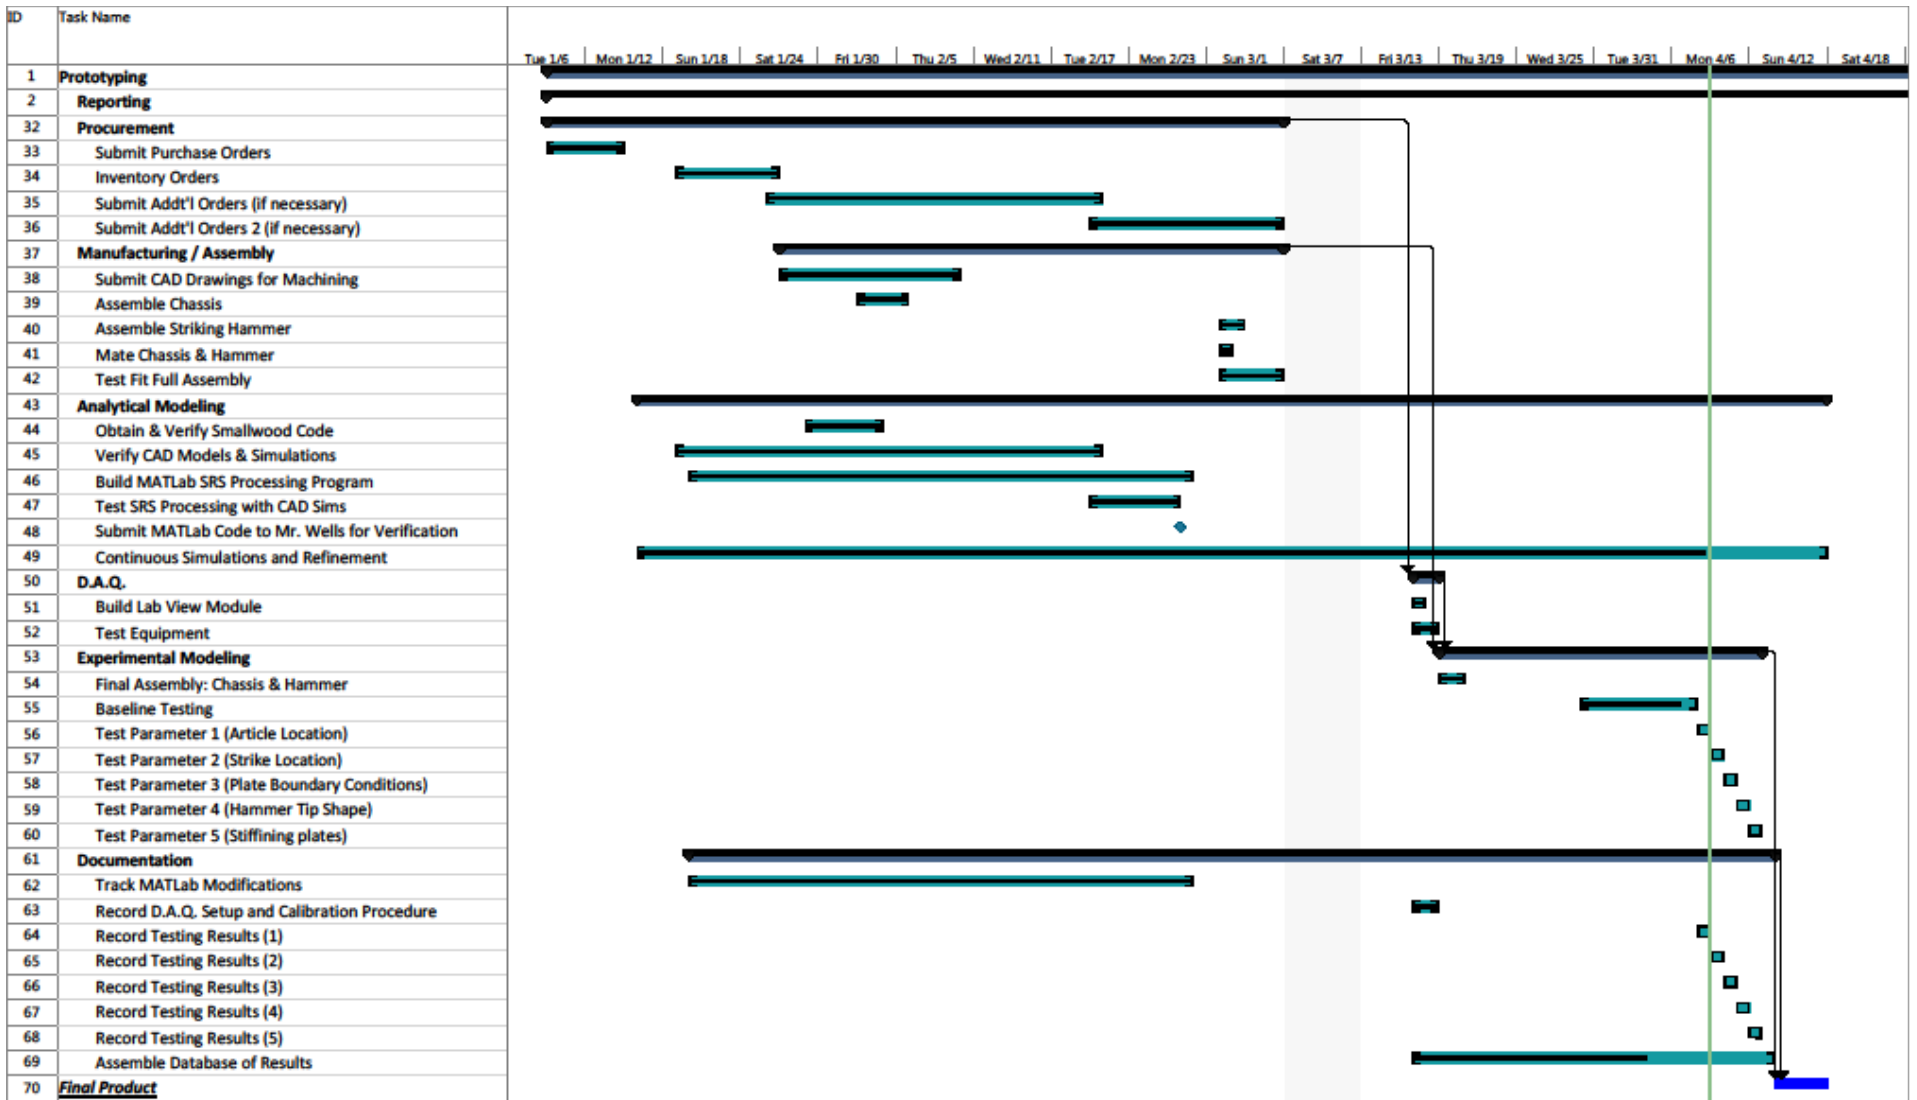 ID Task Name
Tue 1/6 Mon 1/12 Sun 1/18 Sat 1/24 Fri 1/30 Thu 2/5 Wed 2/11 Tue 2/17 Mon 2/23 Sun 3/1 Sat 3/7 Fri 3/13 Thu 3/19 Wed 3/25 Tue 3/31 Mon 4/6 Sun 4/12 Sat 4/18
1 Prototyping
2 Reporting
32 Procurement
33 Submit Purchase Orders
34 Inventory Orders
35 Submit Addt'l Orders (if necessary)
36 Submit Addt'l Orders 2 (if necessary)
37 Manufacturing / Assembly
38 Submit CAD Drawings for Machining
39 Assemble Chassis
40 Assemble Striking Hammer
41 Mate Chassis & Hammer
42 Test Fit Full Assembly
43 Analytical Modeling
44 Obtain & Verify Smallwood Code
45 Verify CAD Models & Simulations
46 Build MATLab SRS Processing Program
47 Test SRS Processing with CAD Sims
48 Submit MATLab Code to Mr. Wells for Verification
49 Continuous Simulations and Refinement
50 D.A.Q.
51 Build Lab View Module
52 Test Equipment
53 Experimental Modeling
54 Final Assembly: Chassis & Hammer
55 Baseline Testing
56 Test Parameter 1 (Article Location)
57 Test Parameter 2 (Strike Location)
58 Test Parameter 3 (Plate Boundary Conditions)
59 Test Parameter 4 (Hammer Tip Shape)
60 Test Parameter 5 (Stiffining plates)
61 Documentation
62 Track MATLab Modifications
63 Record D.A.Q. Setup and Calibration Procedure
64 Record Testing Results (1)
65 Record Testing Results (2)
66 Record Testing Results (3)
67 Record Testing Results (4)
68 Record Testing Results (5)
69 Assemble Database of Results
70 Final Product